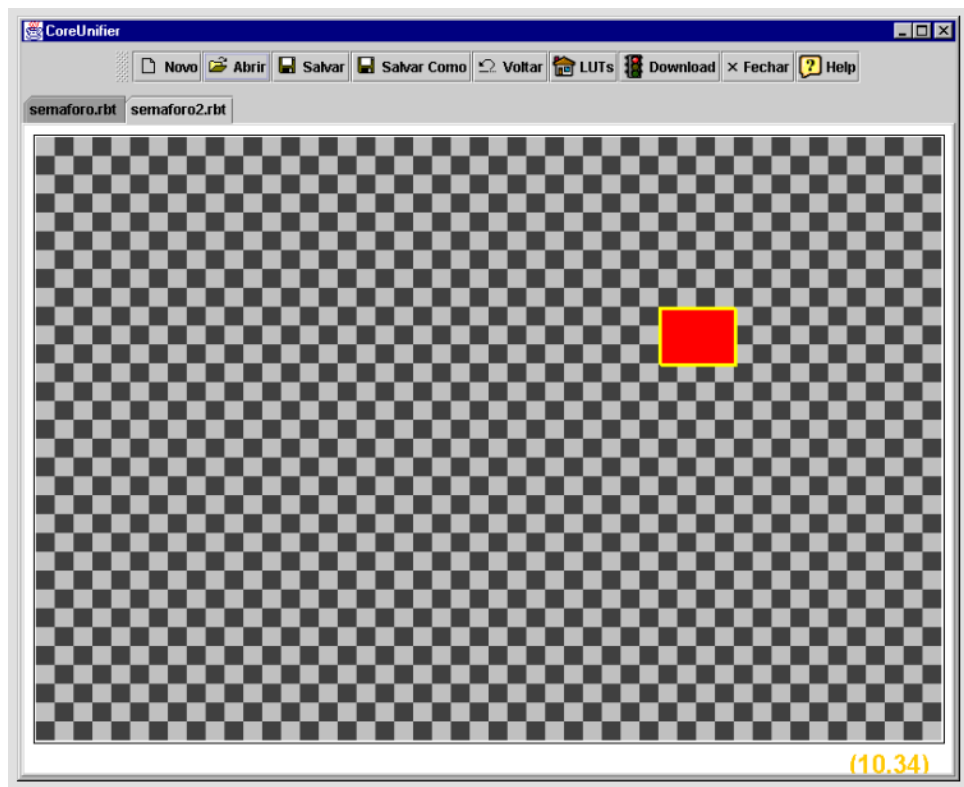 CoreUnifier
Novo Abrir Salvar Salvar Como Voltar LUTs Download × Fechar ? Help
semaforo.rbt semaforo2.rbt
(10.34)